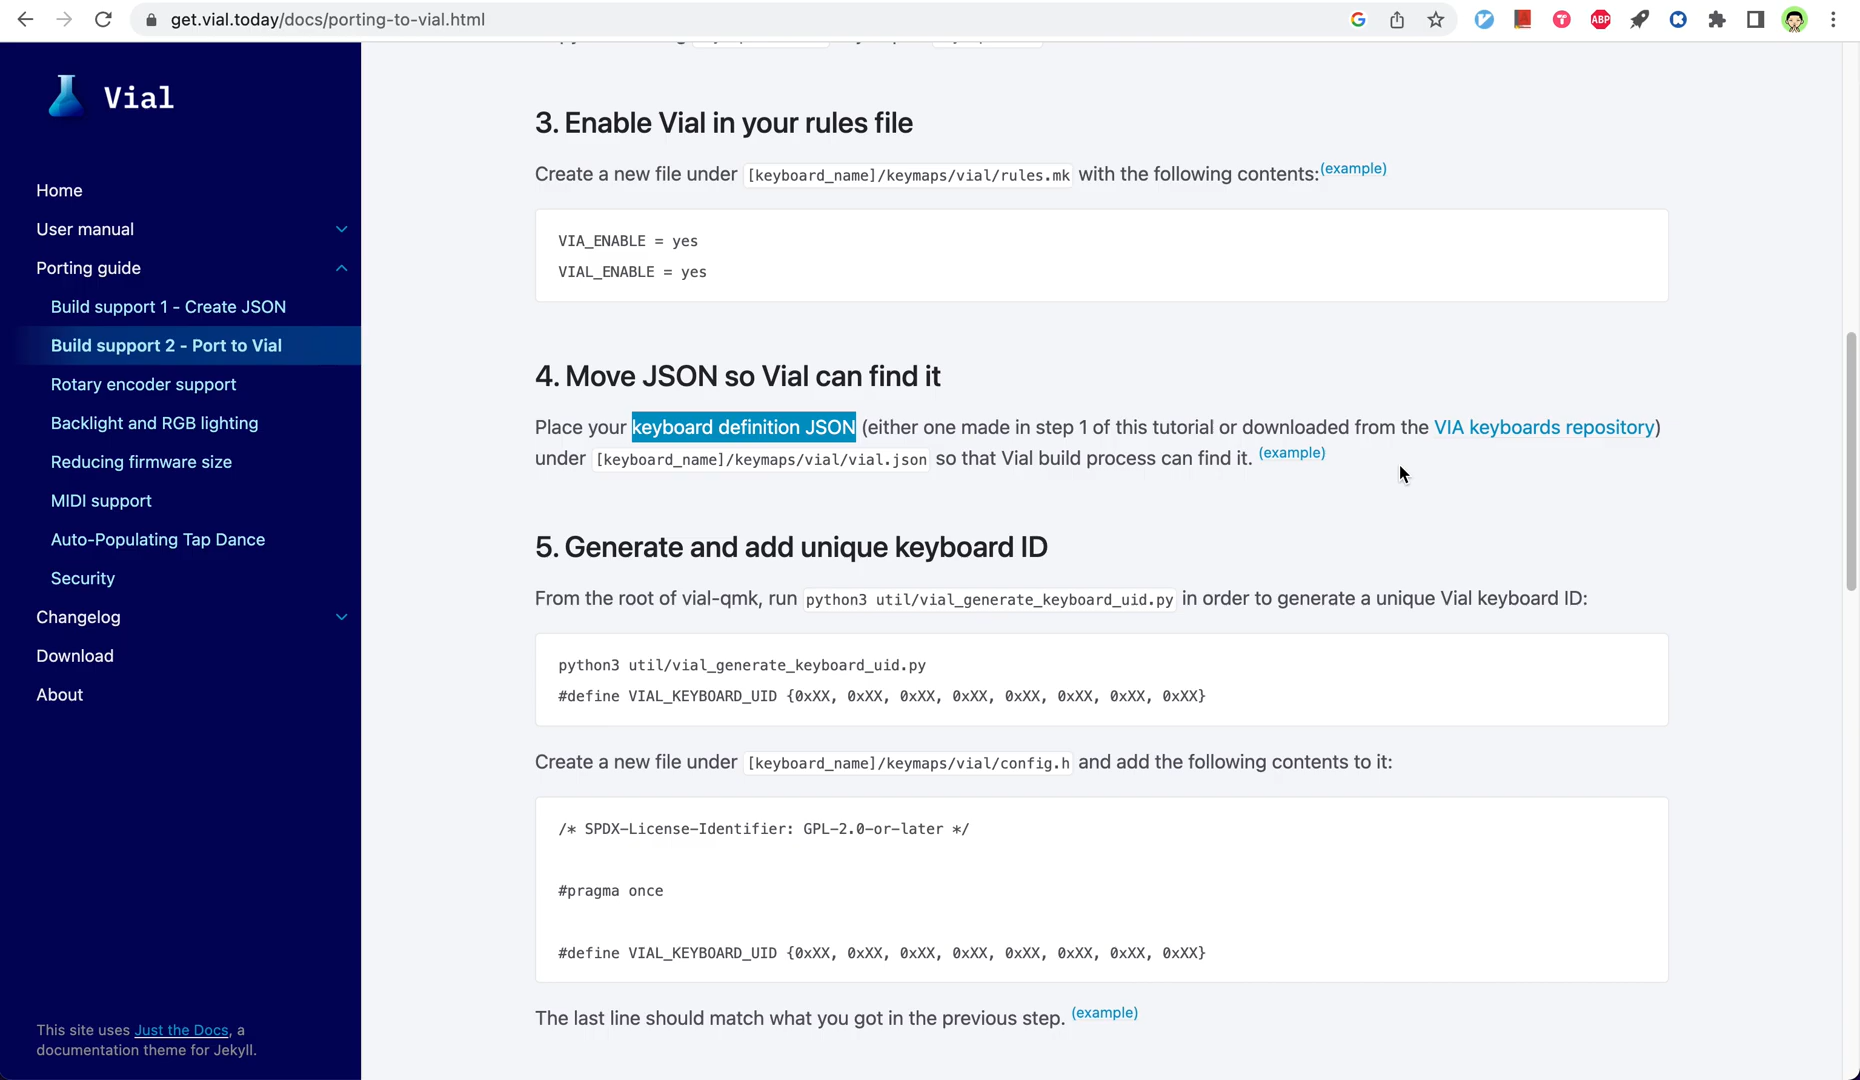 get.vial.today/docs/porting-to-vial.html
ABP
Vial
Home
User manual
Porting guide
Build support 1 - Create JSON
Build support 2 - Port to Vial
Rotary encoder support
Backlight and RGB lighting
Reducing firmware size
MIDI support
Auto-Populating Tap Dance
Security
Changelog
Download
About
This site uses Just the Docs, a
documentation theme for Jekyll.
3. Enable Vial in your rules file
Create a new file under [keyboard_name]/keymaps/vial/rules.mk with the following contents:(example)
VIA_ENABLE = yes
VIAL_ENABLE = yes
4. Move JSON so Vial can find it
Place your keyboard definition JSON (either one made in step 1 of this tutorial or downloaded from the VIA keyboards repository)
under [keyboard_name]/keymaps/vial/vial.json so that Vial build process can find it. (example)
5. Generate and add unique keyboard ID
From the root of vial-qmk, run python3 util/vial_generate_keyboard_uid.py in order to generate a unique Vial keyboard ID:
python3 util/vial_generate_keyboard_uid.py
#define VIAL_KEYBOARD_UID {0xXX, 0xXX, 0xXX, 0xXX, 0xXX, 0xXX, 0xXX, 0xXX}
Create a new file under [keyboard_name]/keymaps/vial/config.h and add the following contents to it:
/* SPDX-License-Identifier: GPL-2.0-or-later */
#pragma once
#define VIAL_KEYBOARD_UID {0xXX, 0xXX, 0xXX, 0xXX, 0xXX, 0xXX, 0xXX, 0xXX}
The last line should match what you got in the previous step. (example)